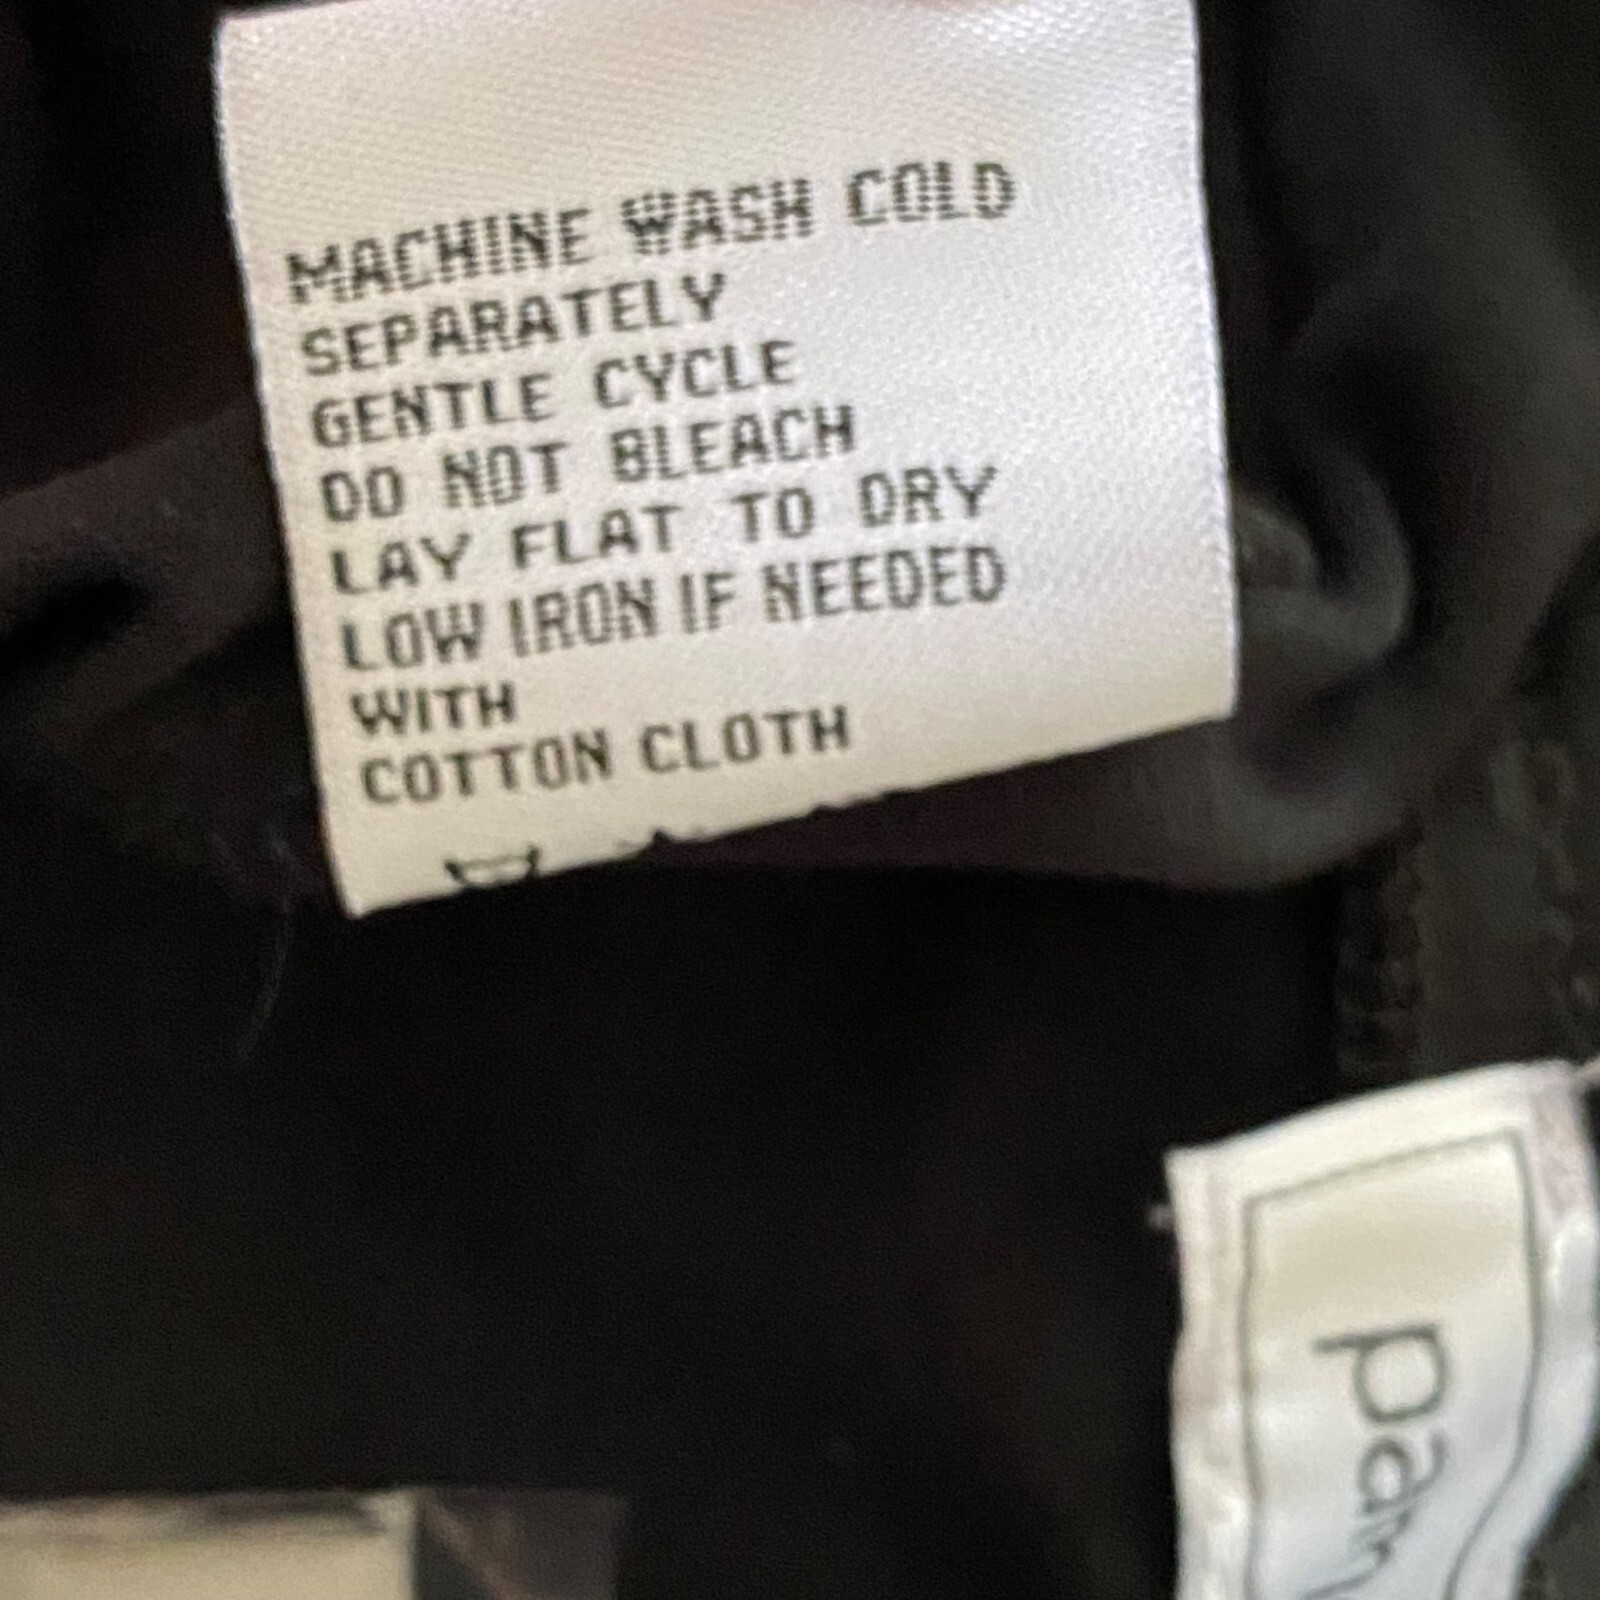 MACHINE WASH COLD
SEPARATELY
GENTLE CYCLE
DO NOT BLEACH
LAY FLAT TO DRY
LOW IRON IF NEEDED
WITH
COTTON CLOTH